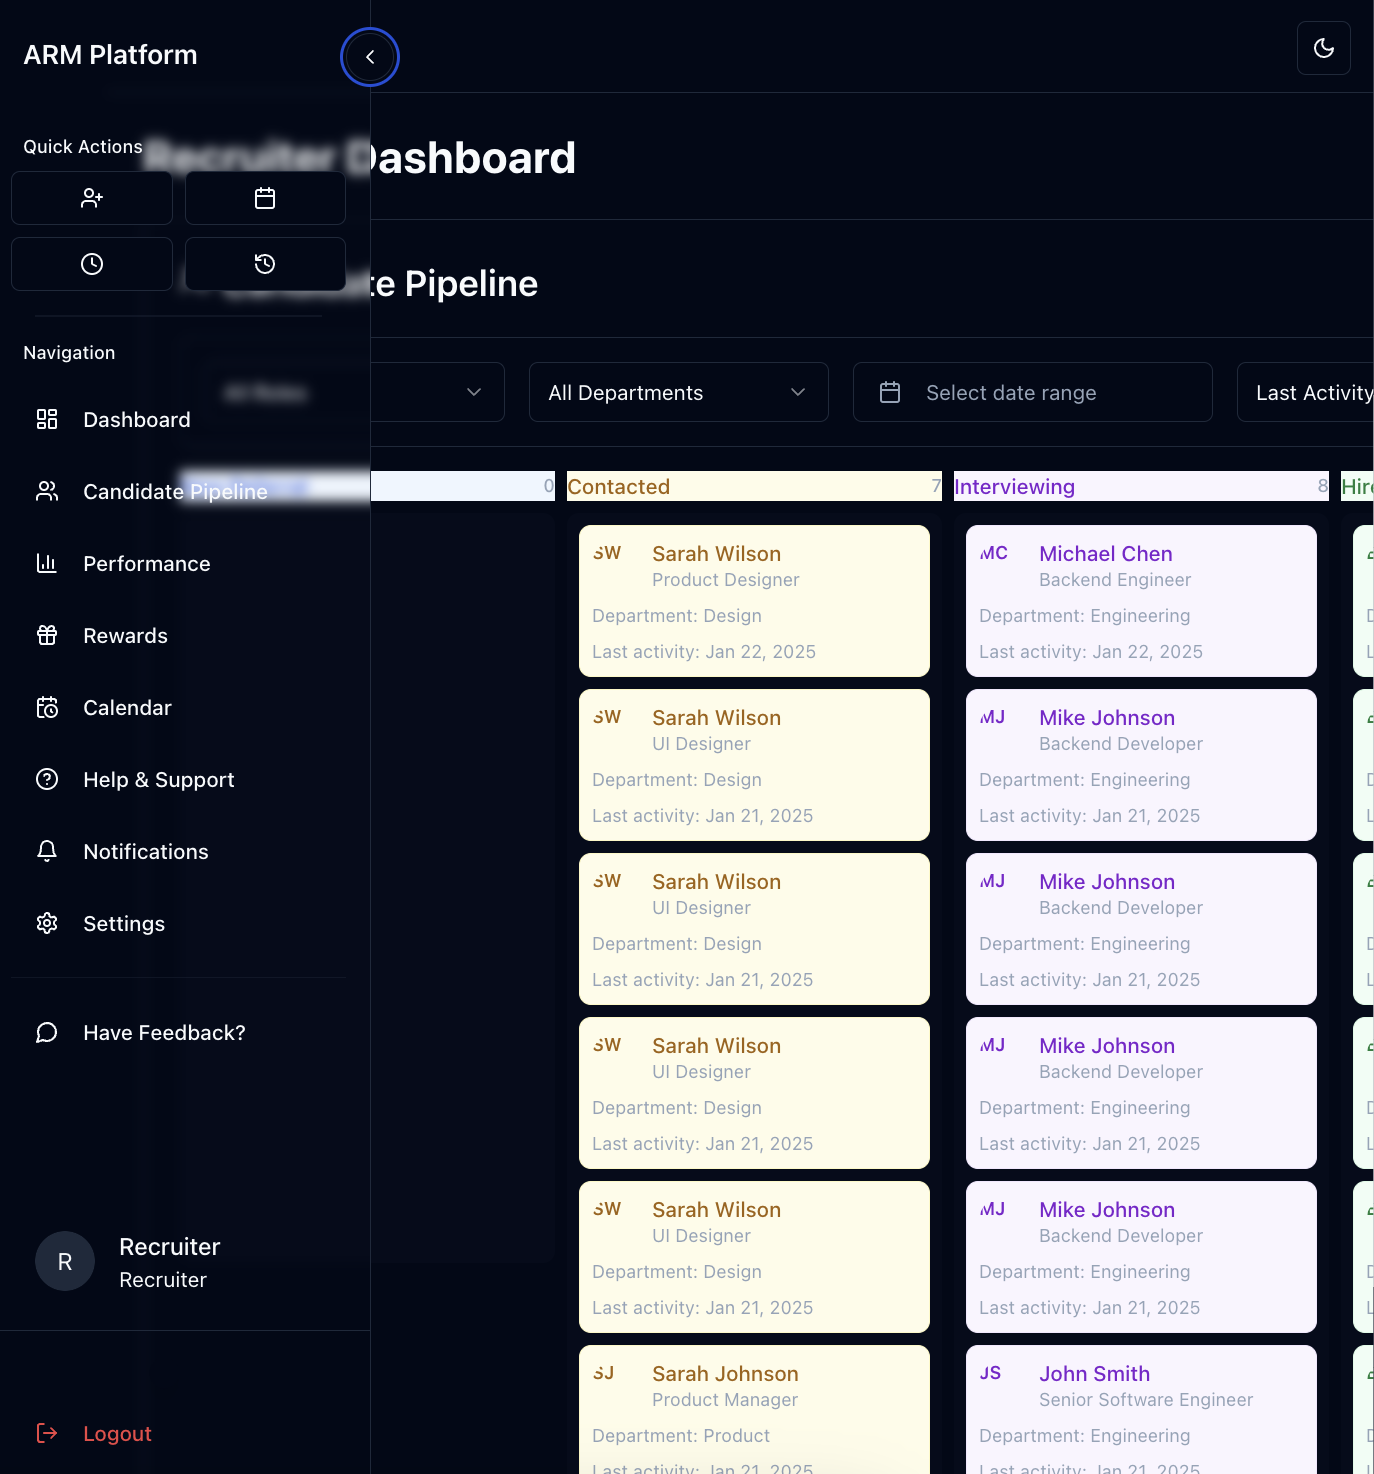 ARM Platform
Quick Actions
Recruiter Dashboard
Candidate Pipeline
Navigation
All Roles
All Departments
Select date range
Last Activity
Dashboard
Candidate Pipeline
Performance
Rewards
Calendar
Help & Support
Notifications
Settings
Have Feedback?
R
Recruiter
Recruiter
Logout
0
Contacted 7
SW Sarah Wilson
Product Designer
Department: Design
Last activity: Jan 22, 2025
SW Sarah Wilson
UI Designer
Department: Design
Last activity: Jan 21, 2025
SW Sarah Wilson
UI Designer
Department: Design
Last activity: Jan 21, 2025
SW Sarah Wilson
UI Designer
Department: Design
Last activity: Jan 21, 2025
SW Sarah Wilson
UI Designer
Department: Design
Last activity: Jan 21, 2025
SJ Sarah Johnson
Product Manager
Department: Product
Last activity: Jan 21, 2025
Interviewing 8
MC Michael Chen
Backend Engineer
Department: Engineering
Last activity: Jan 22, 2025
MJ Mike Johnson
Backend Developer
Department: Engineering
Last activity: Jan 21, 2025
MJ Mike Johnson
Backend Developer
Department: Engineering
Last activity: Jan 21, 2025
MJ Mike Johnson
Backend Developer
Department: Engineering
Last activity: Jan 21, 2025
MJ Mike Johnson
Backend Developer
Department: Engineering
Last activity: Jan 21, 2025
JS John Smith
Senior Software Engineer
Department: Engineering
Last activity: Jan 21, 2025